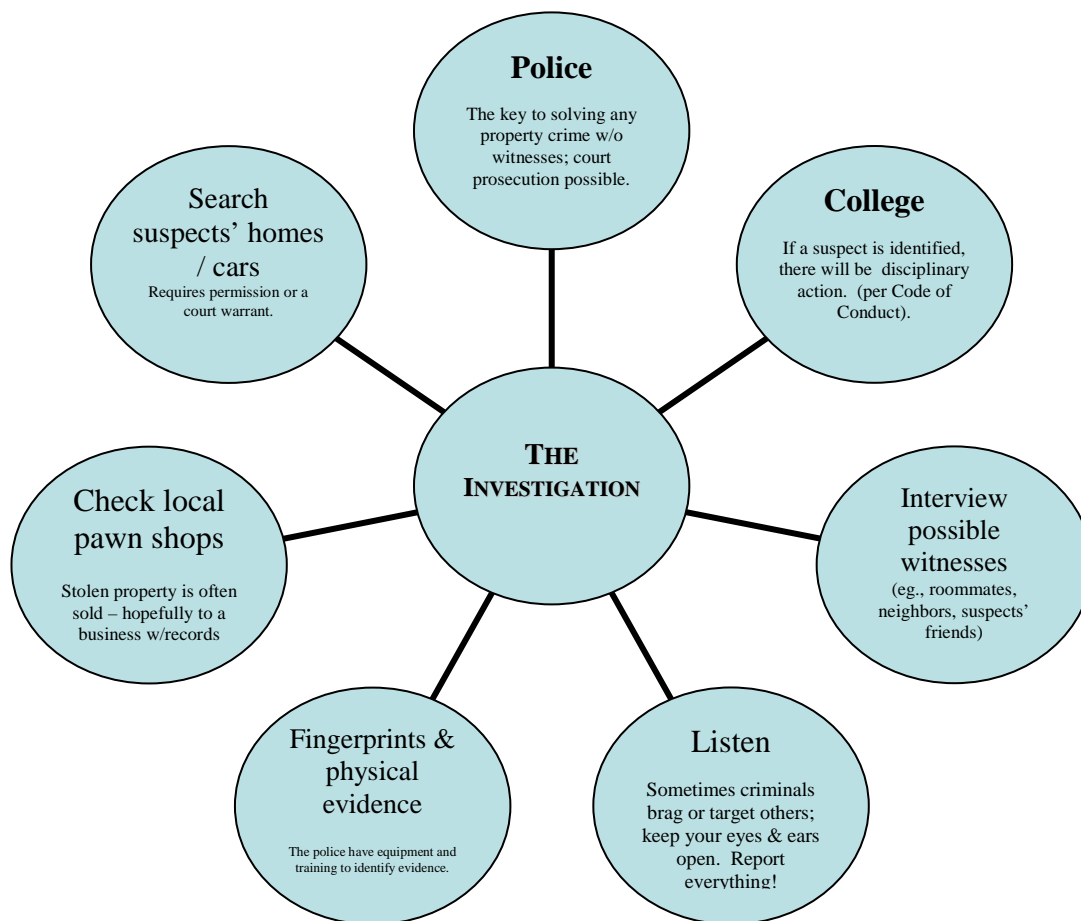 Police
The key to solving any
property crime w/o
witnesses; court
prosecution possible.
College
If a suspect is identified,
there will be  disciplinary
action.  (per Code of
Conduct).
Interview
possible
witnesses
(eg., roommates,
neighbors, suspects’
friends)
Listen
Sometimes criminals
brag or target others;
keep your eyes & ears
open.  Report
everything!
Fingerprints &
physical
evidence
The police have equipment and
training to identify evidence.
Check local
pawn shops
Stolen property is often
sold – hopefully to a
business w/records
Search
suspects’ homes
/ cars
Requires permission or a
court warrant.
THE
INVESTIGATION